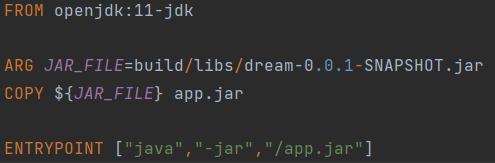 FROM openjdk:11-jdk
ARG JAR_FILE=build/libs/dream-0.0.1-SNAPSHOT.jar
COPY ${JAR_FILE} app.jar
ENTRYPOINT ["java","-jar","/app.jar"]